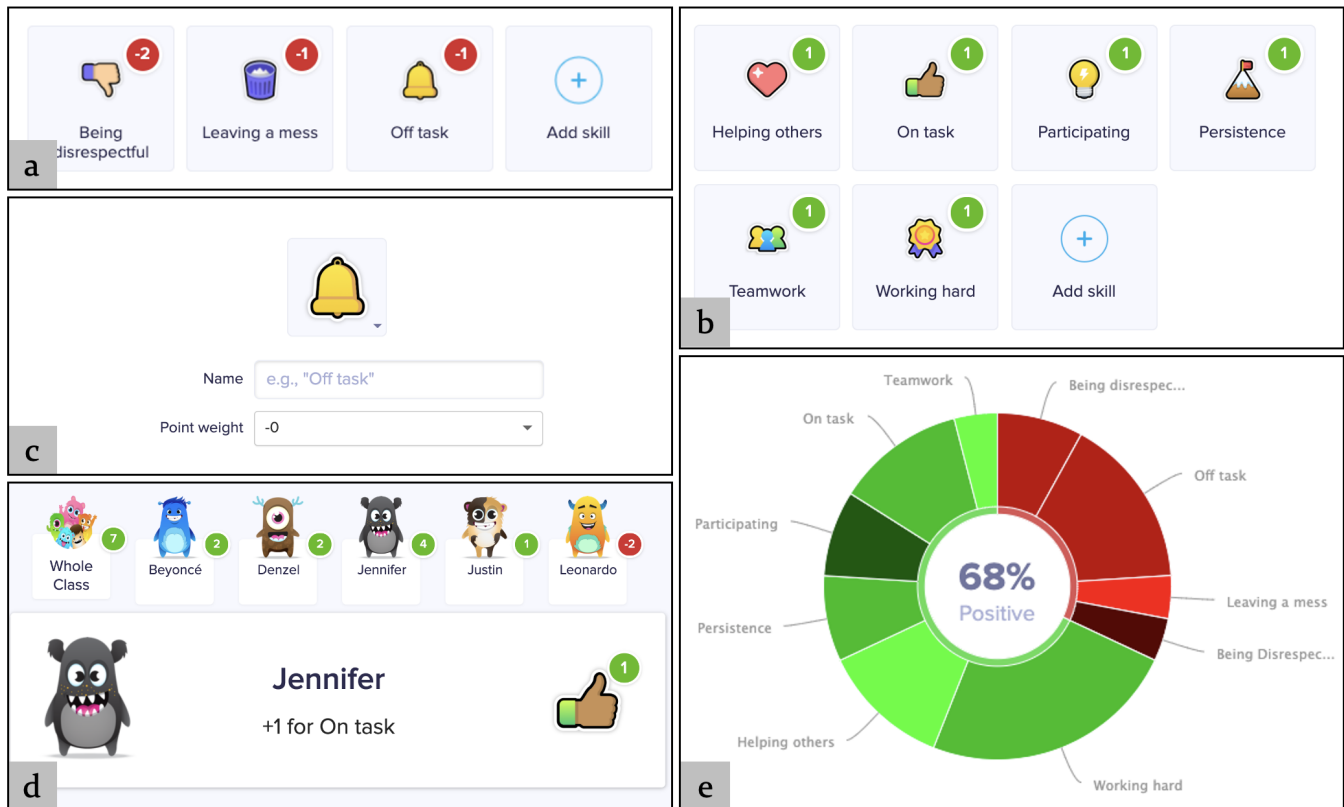 -2
-1
-1
Being
disrespectful
Leaving a mess
Off task
Add skill
a
1
1
1
1
Helping others
On task
Participating
Persistence
1
1
Teamwork
Working hard
Add skill
b
Name
e.g., "Off task"
Point weight
-0
c
7
2
2
4
1
-2
Whole
Class
Beyoncé
Denzel
Jennifer
Justin
Leonardo
Jennifer
+1 for On task
1
d
Teamwork
Being disrespec...
On task
Off task
Participating
68%
Positive
Leaving a mess
Persistence
Being Disrespec...
Helping others
Working hard
e